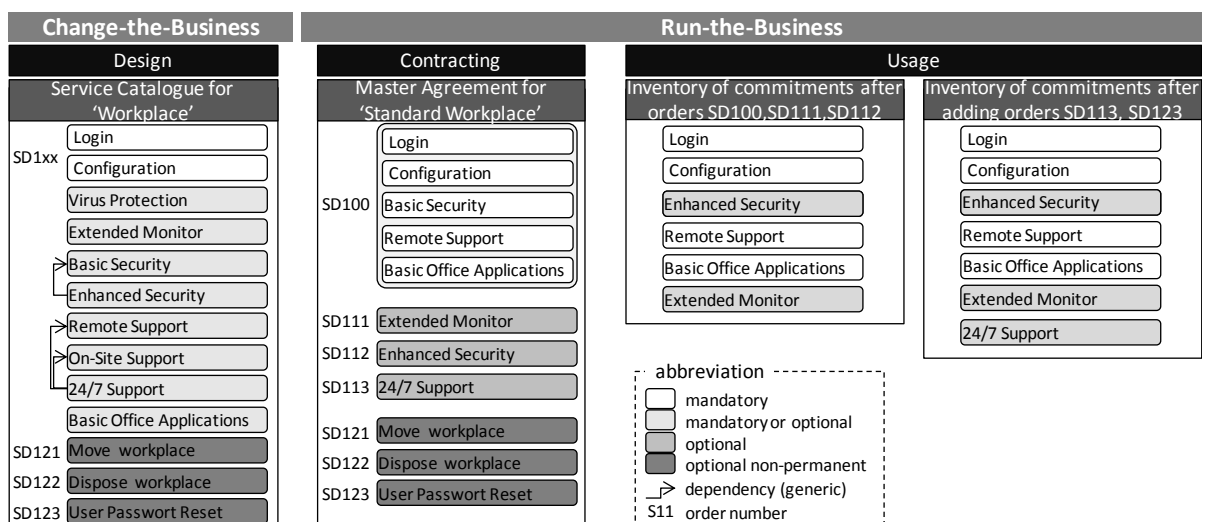 Change-the-Business
Run-the-Business
Design
Contracting
Usage
Service Catalogue for
‘Workplace’
SD1xx
Login
Configuration
Virus Protection
Extended Monitor
Basic Security
Enhanced Security
Remote Support
On-Site Support
24/7 Support
Basic Office Applications
SD121 Move workplace
SD122 Dispose workplace
SD123 User Passwort Reset
Master Agreement for
‘Standard Workplace’
SD100
Login
Configuration
Basic Security
Remote Support
Basic Office Applications
SD111 Extended Monitor
SD112 Enhanced Security
SD113 24/7 Support
SD121 Move workplace
SD122 Dispose workplace
SD123 User Passwort Reset
Inventory of commitments after
orders SD100,SD111,SD112
Login
Configuration
Enhanced Security
Remote Support
Basic Office Applications
Extended Monitor
Inventory of commitments after
adding orders SD113, SD123
Login
Configuration
Enhanced Security
Remote Support
Basic Office Applications
Extended Monitor
24/7 Support
abbreviation
mandatory
mandatory or optional
optional
optional non-permanent
dependency (generic)
S11 order number